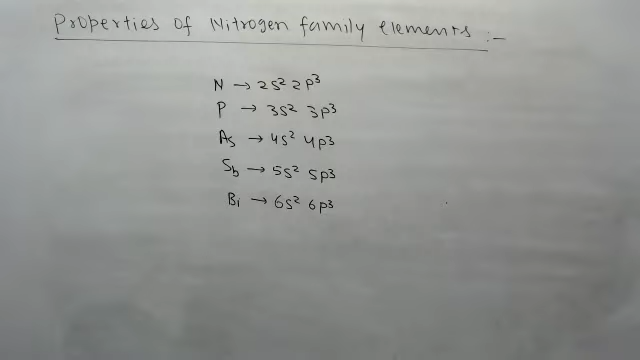 Properties of Nitrogen family elements :-
N → 2s² 2p³
P → 3s² 3p³
As → 4s² 4p³
Sb → 5s² 5p³
Bi → 6s² 6p³